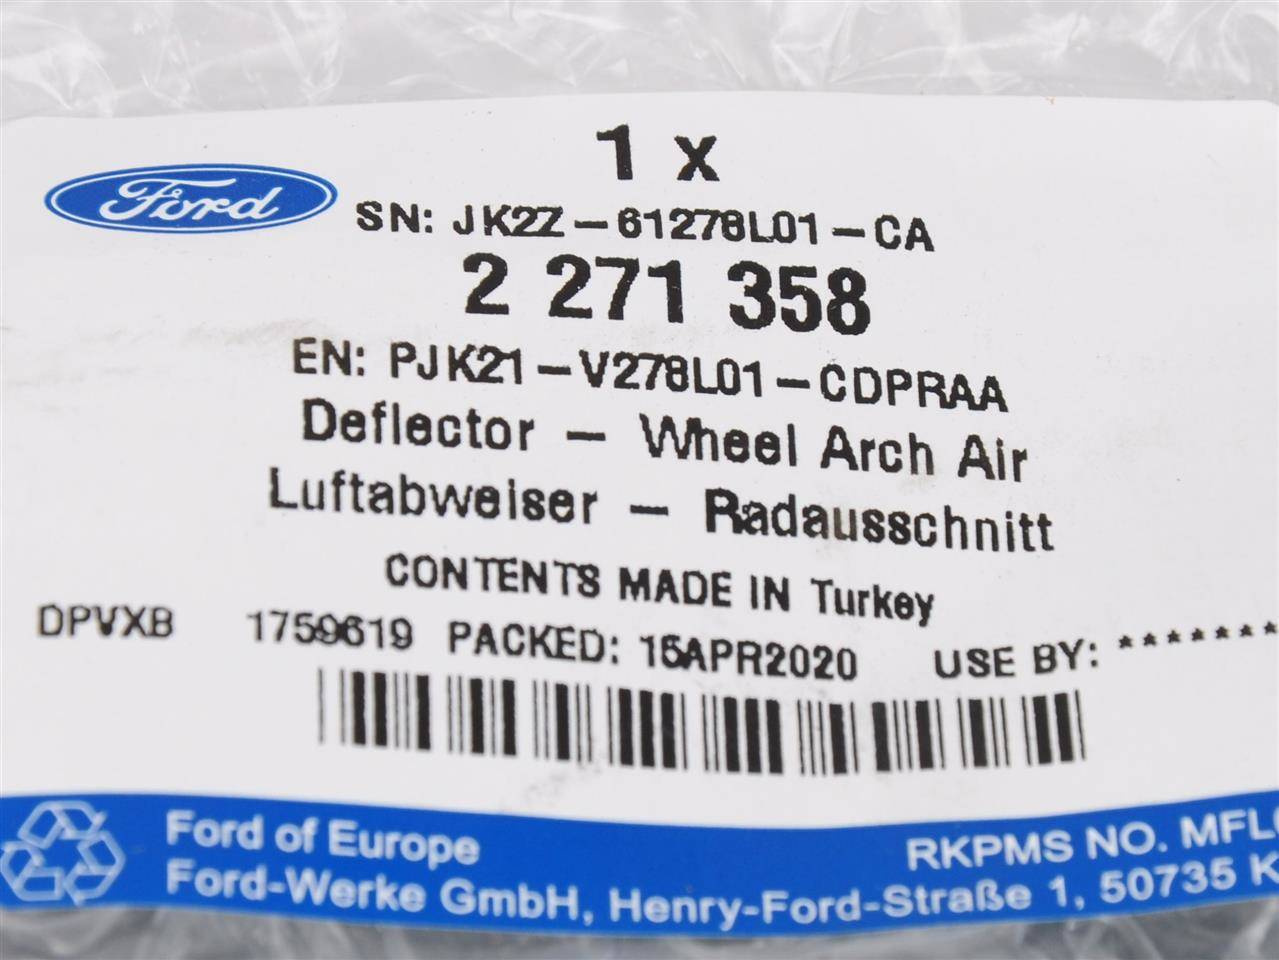 1 x
Ford
SN: JK2Z-61278L01-CA
2 271 358
EN: PJK21-V278L01-CDPRAA
Deflector - Wheel Arch Air
Luftabweiser - Radausschnitt
CONTENTS MADE IN Turkey
DPVXB 1759619 PACKED: 15APR2020 USE BY: *******
Ford of Europe RKPMS NO. MFL
Ford-Werke GmbH, Henry-Ford-Straße 1, 50735 K